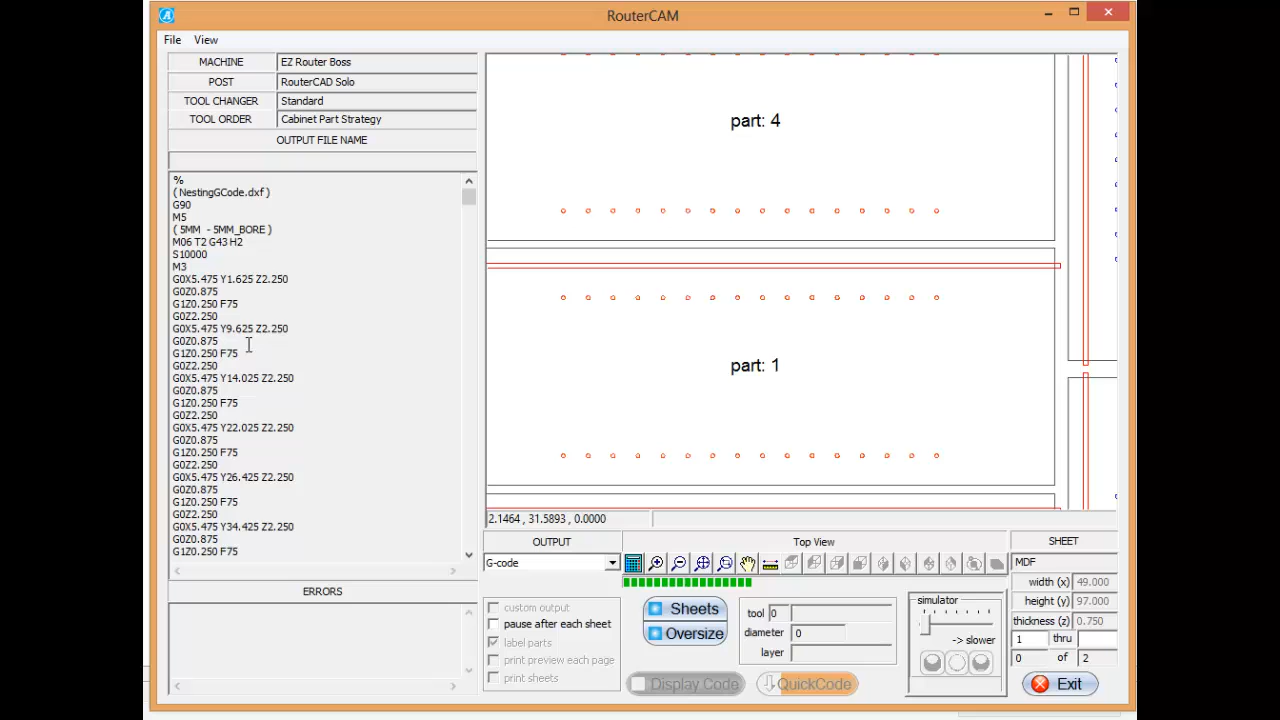 RouterCAM
File View
MACHINE EZ Router Boss
POST RouterCAD Solo
TOOL CHANGER Standard
TOOL ORDER Cabinet Part Strategy
OUTPUT FILE NAME
%
( NestingGCode.dxf )
G90
M5
( 5MM - 5MM_BORE )
M06 T2 G43 H2
S10000
M3
G0X5.475 Y1.625 Z2.250
G0Z0.875
G1Z0.250 F75
G0Z2.250
G0X5.475 Y9.625 Z2.250
G0Z0.875
G1Z0.250 F75
G0Z2.250
G0X5.475 Y14.025 Z2.250
G0Z0.875
G1Z0.250 F75
G0Z2.250
G0X5.475 Y22.025 Z2.250
G0Z0.875
G1Z0.250 F75
G0Z2.250
G0X5.475 Y26.425 Z2.250
G0Z0.875
G1Z0.250 F75
G0Z2.250
G0X5.475 Y34.425 Z2.250
G0Z0.875
G1Z0.250 F75
ERRORS
part: 4
part: 1
2.1464 , 31.5893 , 0.0000
OUTPUT
G-code
Top View
custom output
pause after each sheet
label parts
print preview each page
print sheets
Sheets
Oversize
tool 0
diameter 0
layer
Display Code
QuickCode
simulator
-> slower
SHEET
MDF
width (x) 49.000
height (y) 97.000
thickness (z) 0.750
1 thru
0 of 2
Exit